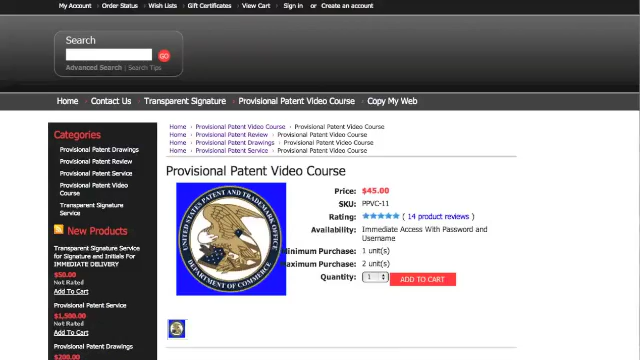 My Account › Order Status › Wish Lists › Gift Certificates › View Cart › Sign in or Create an account
Search
GO
Advanced Search | Search Tips
Home › Contact Us › Transparent Signature › Provisional Patent Video Course › Copy My Web
Categories
Provisional Patent Drawings
Provisional Patent Review
Provisional Patent Service
Provisional Patent Video
Course
Transparent Signature
Service
New Products
Transparent Signature Service
for Signature and Initials For
IMMEDIATE DELIVERY
$50.00
Not Rated
Add To Cart
Provisional Patent Service
$1,500.00
Not Rated
Add To Cart
Provisional Patent Drawings
$200.00
Home › Provisional Patent Video Course › Provisional Patent Video Course
Home › Provisional Patent Review › Provisional Patent Video Course
Home › Provisional Patent Drawings › Provisional Patent Video Course
Home › Provisional Patent Service › Provisional Patent Video Course
Provisional Patent Video Course
UNITED STATES PATENT AND TRADEMARK OFFICE
DEPARTMENT OF COMMERCE
Price: $45.00
SKU: PPVC-11
Rating: ( 14 product reviews )
Availability: Immediate Access With Password and
Username
Minimum Purchase: 1 unit(s)
Maximum Purchase: 2 unit(s)
Quantity: 1 ADD TO CART